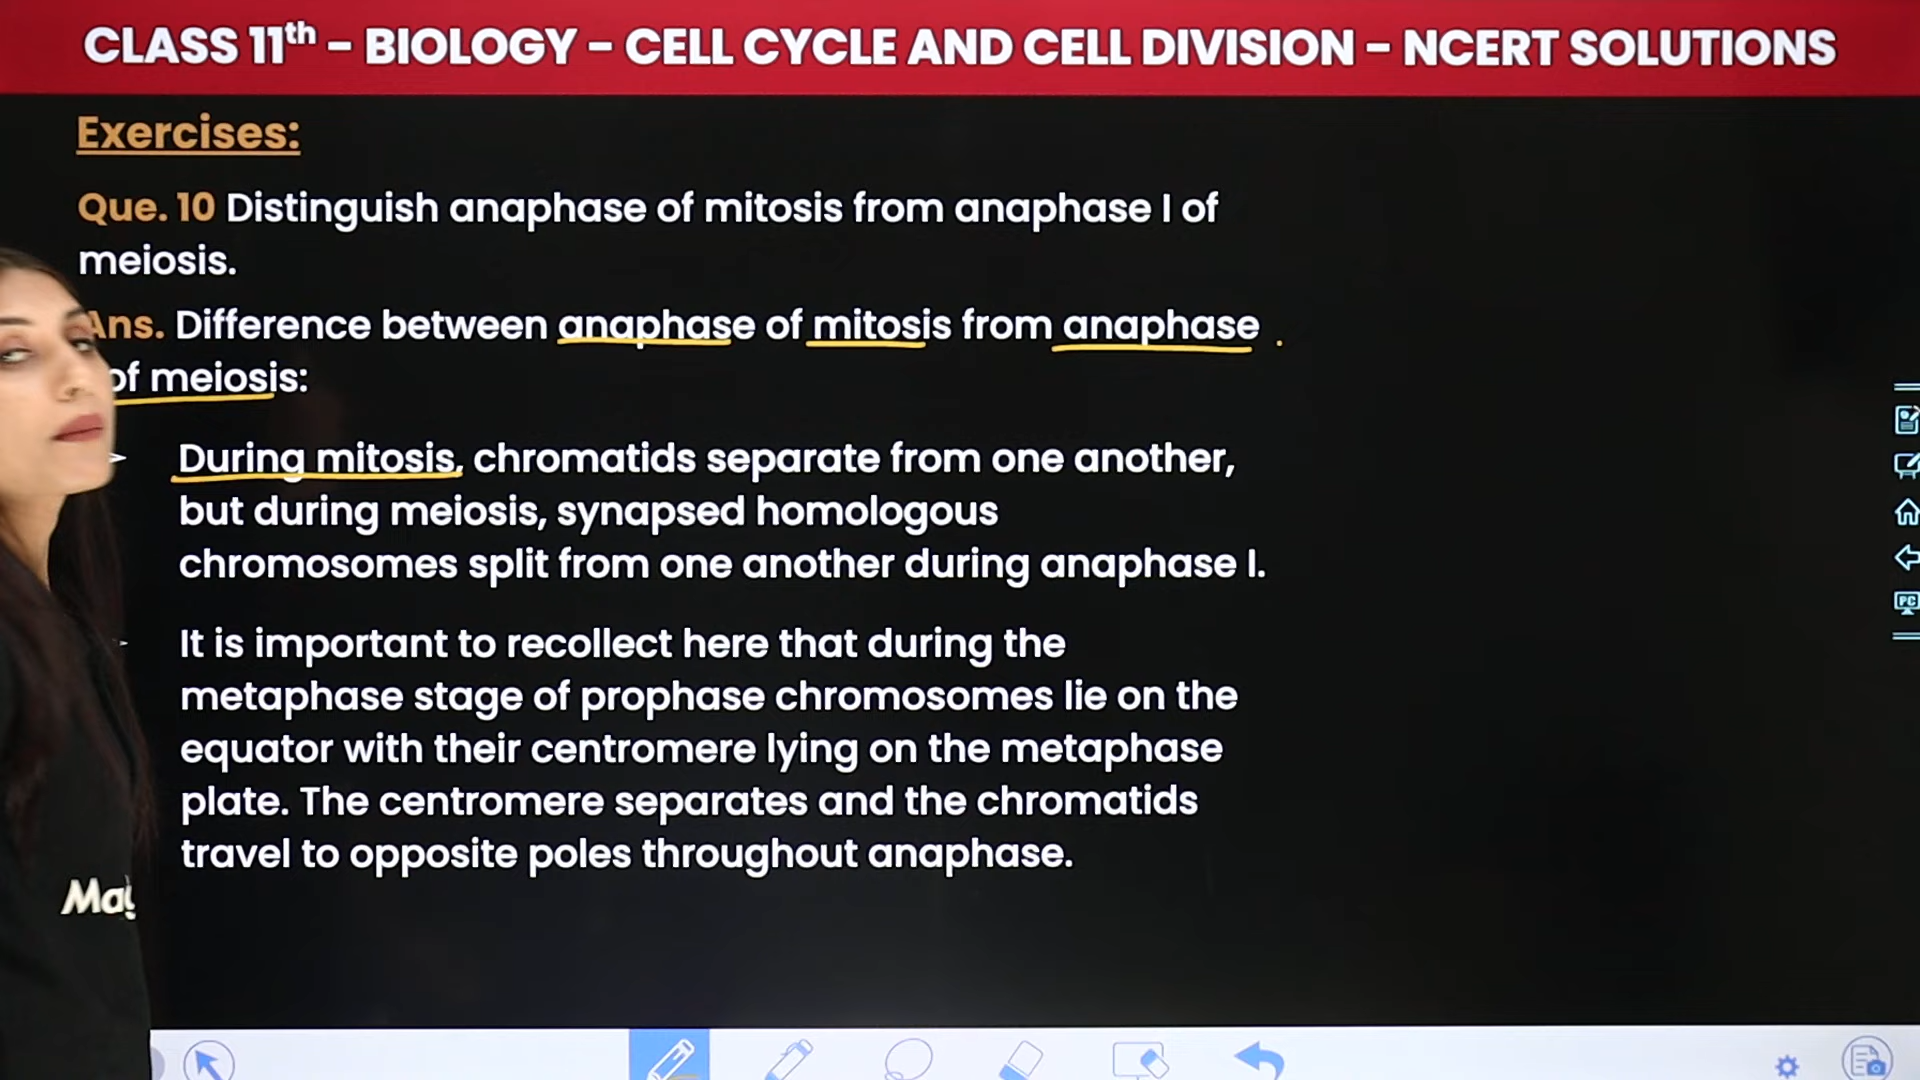 CLASS 11th – BIOLOGY – CELL CYCLE AND CELL DIVISION – NCERT SOLUTIONS
Exercises:
Que. 10 Distinguish anaphase of mitosis from anaphase I of
meiosis.
Ans. Difference between anaphase of mitosis from anaphase
of meiosis:
During mitosis, chromatids separate from one another,
but during meiosis, synapsed homologous
chromosomes split from one another during anaphase I.
It is important to recollect here that during the
metaphase stage of prophase chromosomes lie on the
equator with their centromere lying on the metaphase
plate. The centromere separates and the chromatids
travel to opposite poles throughout anaphase.
PC